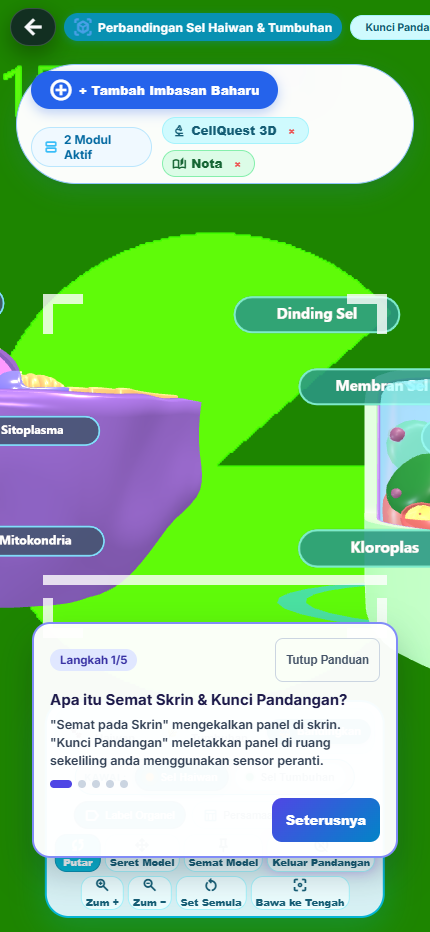 Perbandingan Sel Haiwan & Tumbuhan
Kunci Panda
+ Tambah Imbasan Baharu
2 Modul
Aktif
CellQuest 3D ×
Nota ×
Dinding Sel
Membran Sel
Sitoplasma
Mitokondria
Kloroplas
Langkah 1/5
Tutup Panduan
Apa itu Semat Skrin & Kunci Pandangan?
"Semat pada Skrin" mengekalkan panel di skrin.
"Kunci Pandangan" meletakkan panel di ruang
sekeliling anda menggunakan sensor peranti.
Seterusnya
Putar
Seret Model
Semat Model
Keluar Pandangan
Zum +
Zum −
Set Semula
Bawa ke Tengah